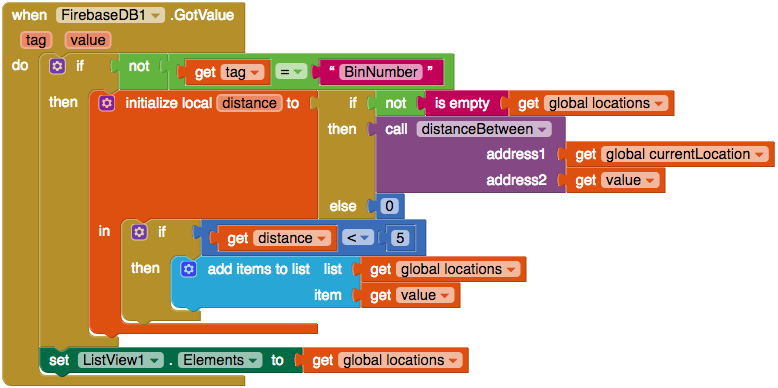 when FirebaseDB1 .GotValue
tag value
do if not get tag = " BinNumber "
then initialize local distance to if not is empty get global locations
then call distanceBetween
address1 get global currentLocation
address2 get value
else 0
in if get distance < 5
then add items to list list get global locations
item get value
set ListView1 . Elements to get global locations